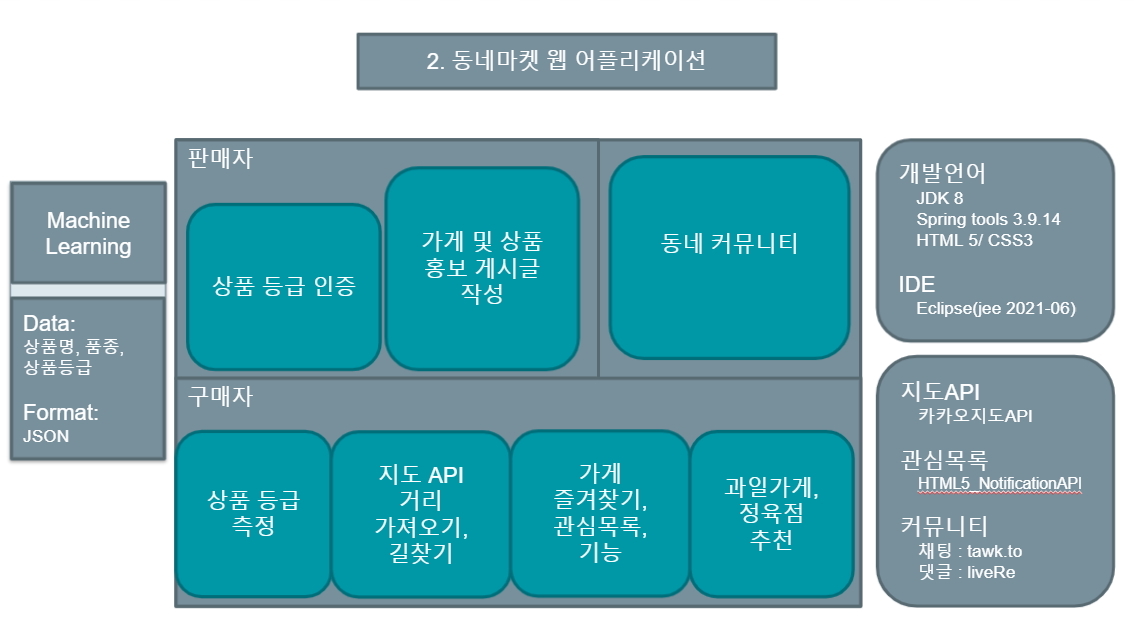 2. 동네마켓 웹 어플리케이션
Machine
Learning
Data:
상품명, 품종,
상품등급
Format:
JSON
판매자
상품 등급 인증
가게 및 상품
홍보 게시글
작성
동네 커뮤니티
구매자
상품 등급
측정
지도 API
거리
가져오기,
길찾기
가게
즐겨찾기,
관심목록,
기능
과일가게,
정육점
추천
개발언어
JDK 8
Spring tools 3.9.14
HTML 5/ CSS3
IDE
Eclipse(jee 2021-06)
지도API
카카오지도API
관심목록
HTML5_NotificationAPI
커뮤니티
채팅 : tawk.to
댓글 : liveRe